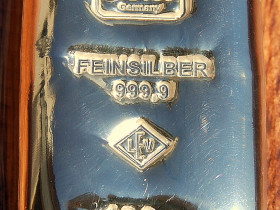 Germany
FEINSILBER
999.9
LEV